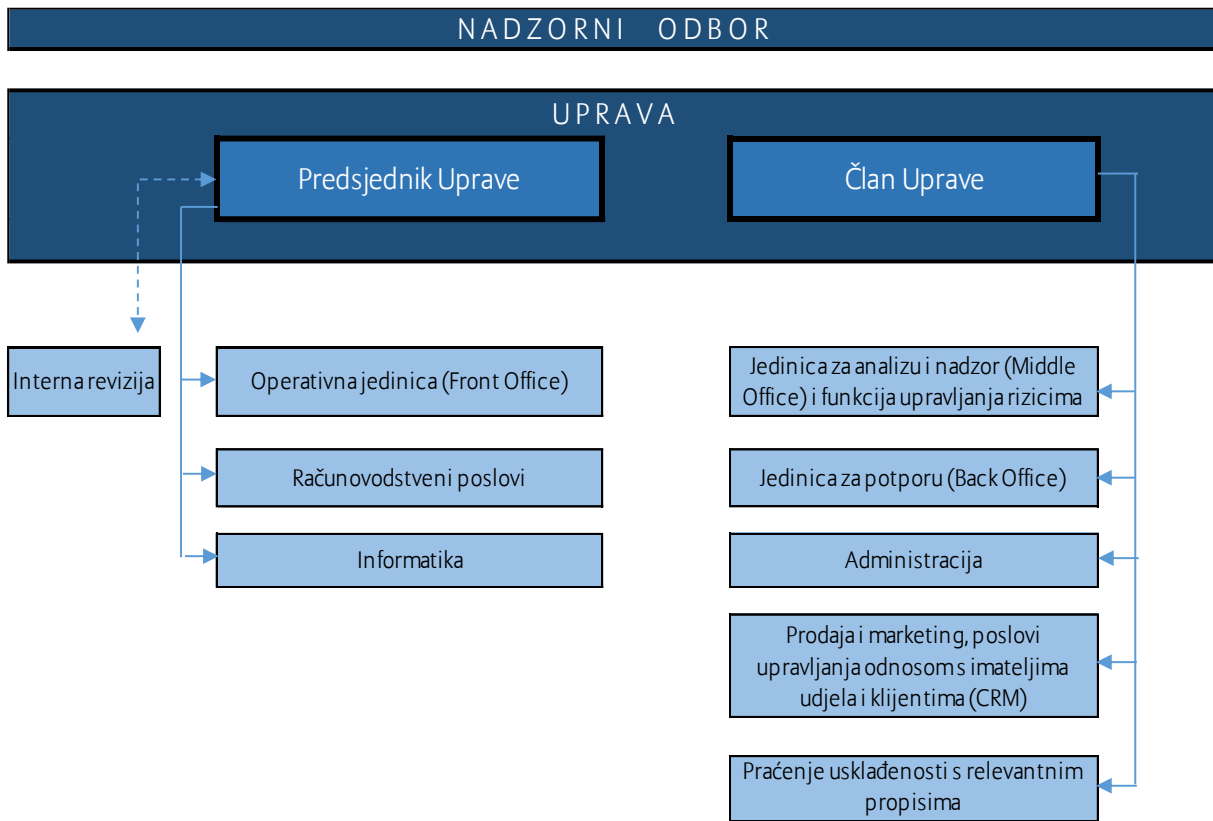 NADZORNI ODBOR
UPRAVA
Predsjednik Uprave
Član Uprave
Interna revizija
Operativna jedinica (Front Office)
Jedinica za analizu i nadzor (Middle
Office) i funkcija upravljanja rizicima
Računovodstveni poslovi
Jedinica za potporu (Back Office)
Informatika
Administracija
Prodaja i marketing, poslovi
upravljanja odnosom s imateljima
udjela i klijentima (CRM)
Praćenje usklađenosti s relevantnim
propisima